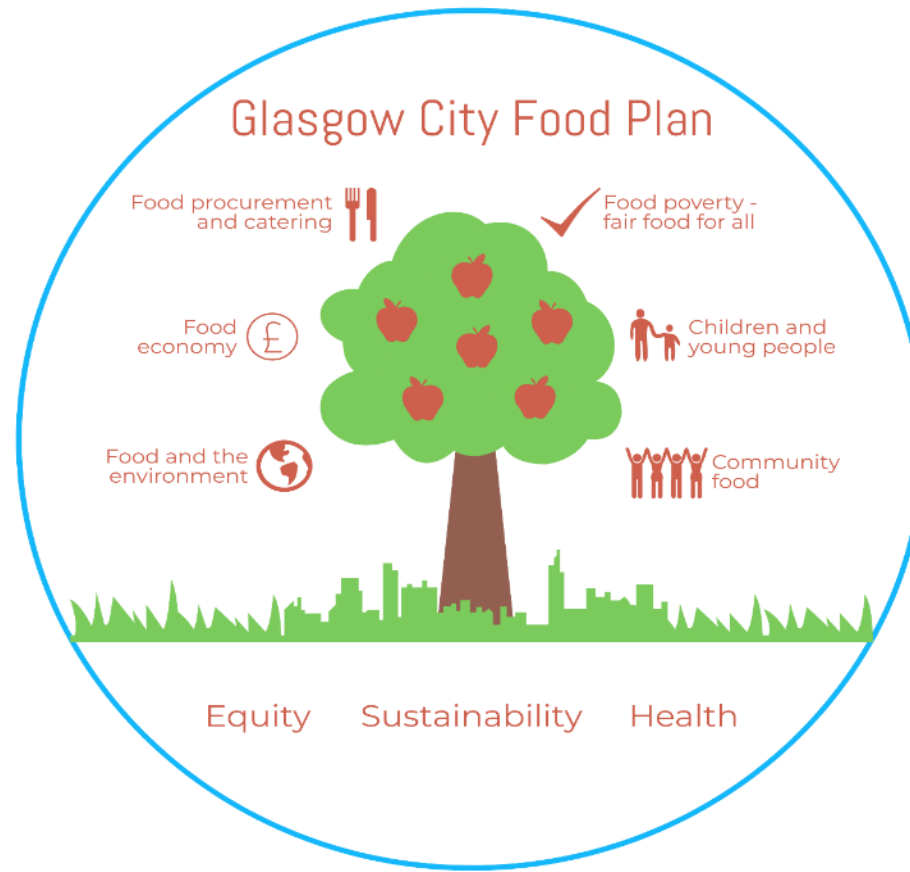 Glasgow City Food Plan
Food procurement
and catering
Food poverty -
fair food for all
Food
economy
£
Children and
young people
Food and the
environment
Community
food
Equity Sustainability Health